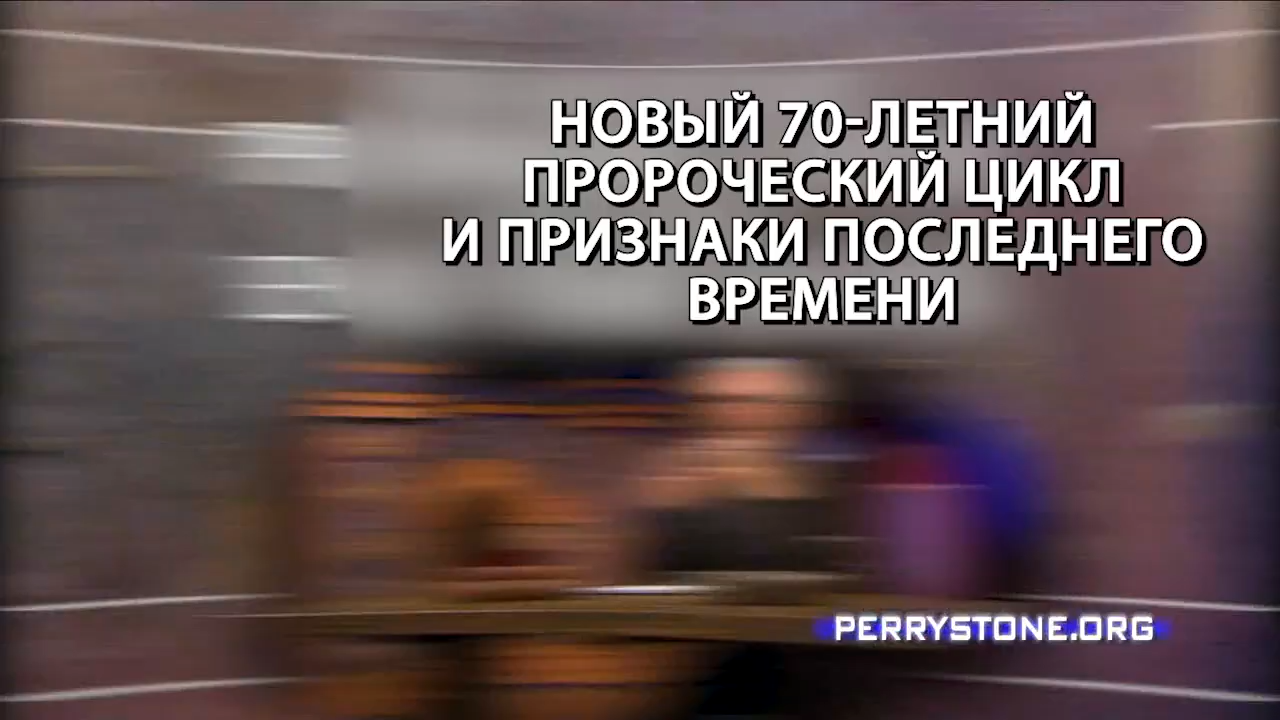 НОВЫЙ 70-ЛЕТНИЙ
ПРОРОЧЕСКИЙ ЦИКЛ
И ПРИЗНАКИ ПОСЛЕДНЕГО
ВРЕМЕНИ
PERRYSTONE.ORG